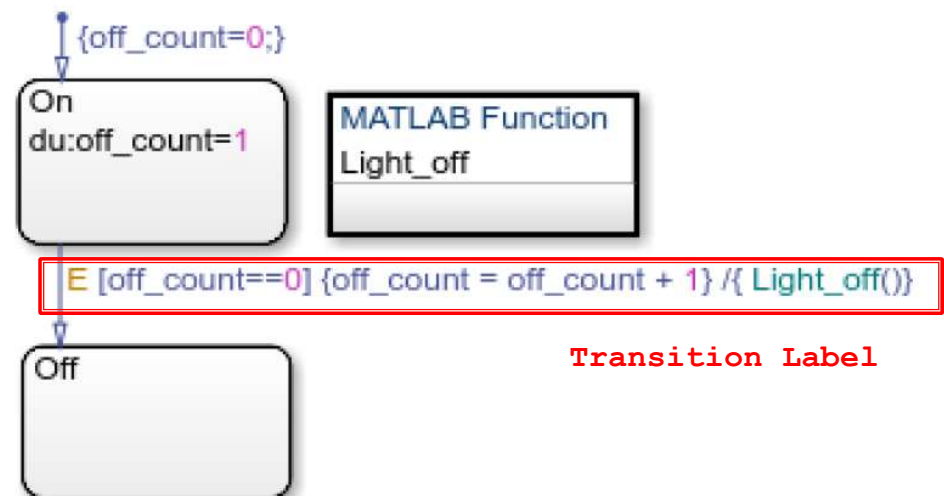 {off_count=0;}
On
du:off_count=1
MATLAB Function
Light_off
E [off_count==0] {off_count = off_count + 1} /{ Light_off()}
Transition Label
Off